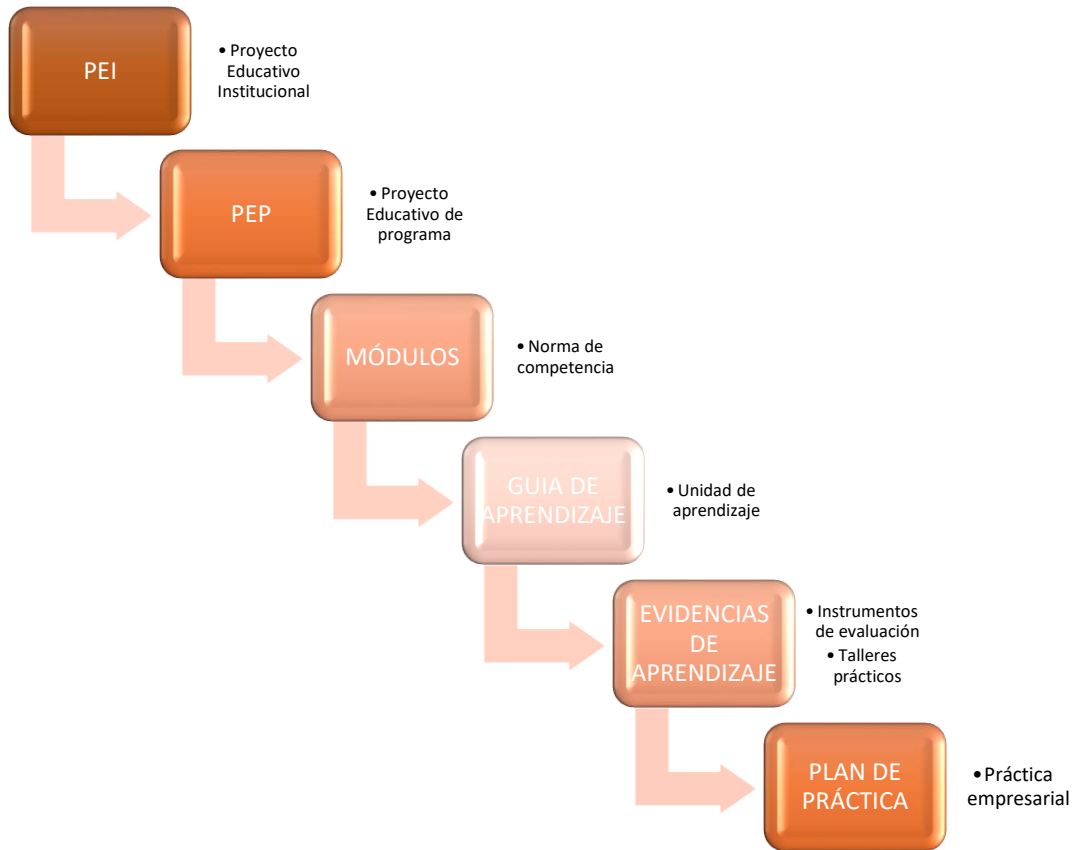 PEI
• Proyecto
Educativo
Institucional
PEP
• Proyecto
Educativo de
programa
MÓDULOS
• Norma de
competencia
GUIA DE
APRENDIZAJE
• Unidad de
aprendizaje
EVIDENCIAS
DE
APRENDIZAJE
• Instrumentos
de evaluación
• Talleres
prácticos
PLAN DE
PRÁCTICA
• Práctica
empresarial